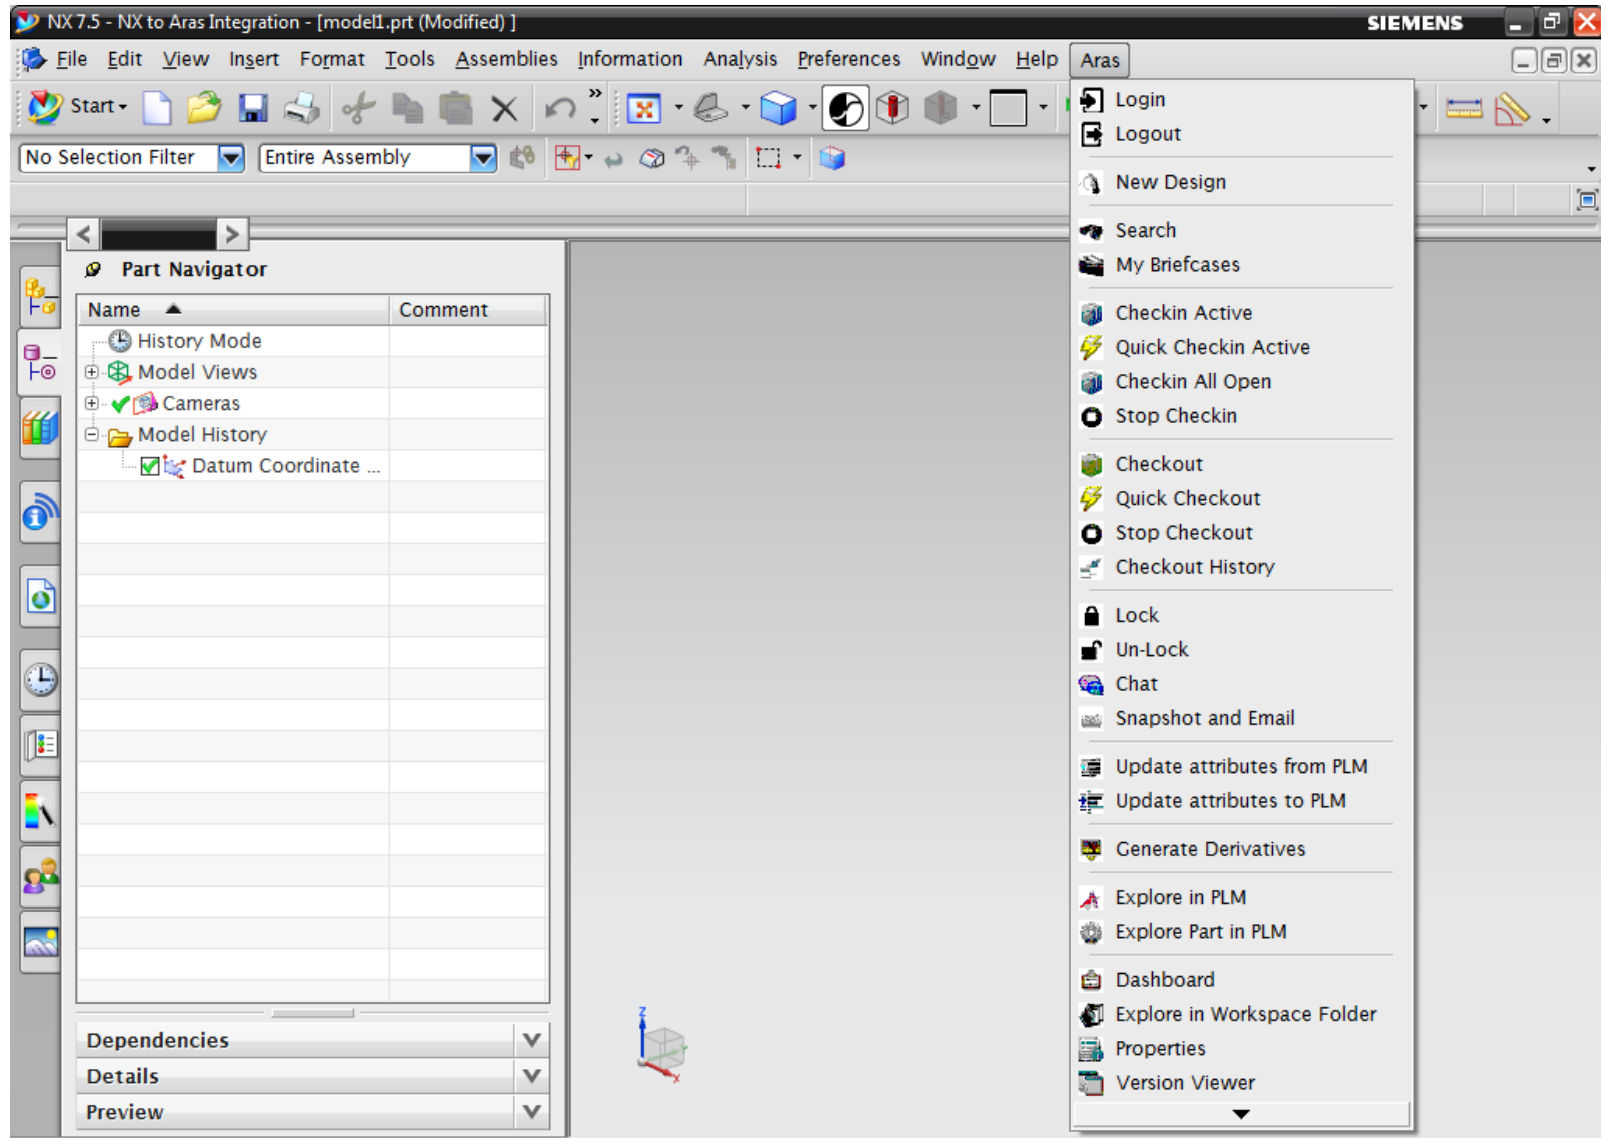 NX 7.5 - NX to Aras Integration - [model1.prt (Modified) ]
SIEMENS
File Edit View Insert Format Tools Assemblies Information Analysis Preferences Window Help Aras
Start
No Selection Filter
Entire Assembly
Part Navigator
Name Comment
History Mode
Model Views
Cameras
Model History
Datum Coordinate ...
Dependencies
Details
Preview
Z
X
Login
Logout
New Design
Search
My Briefcases
Checkin Active
Quick Checkin Active
Checkin All Open
Stop Checkin
Checkout
Quick Checkout
Stop Checkout
Checkout History
Lock
Un-Lock
Chat
Snapshot and Email
Update attributes from PLM
Update attributes to PLM
Generate Derivatives
Explore in PLM
Explore Part in PLM
Dashboard
Explore in Workspace Folder
Properties
Version Viewer